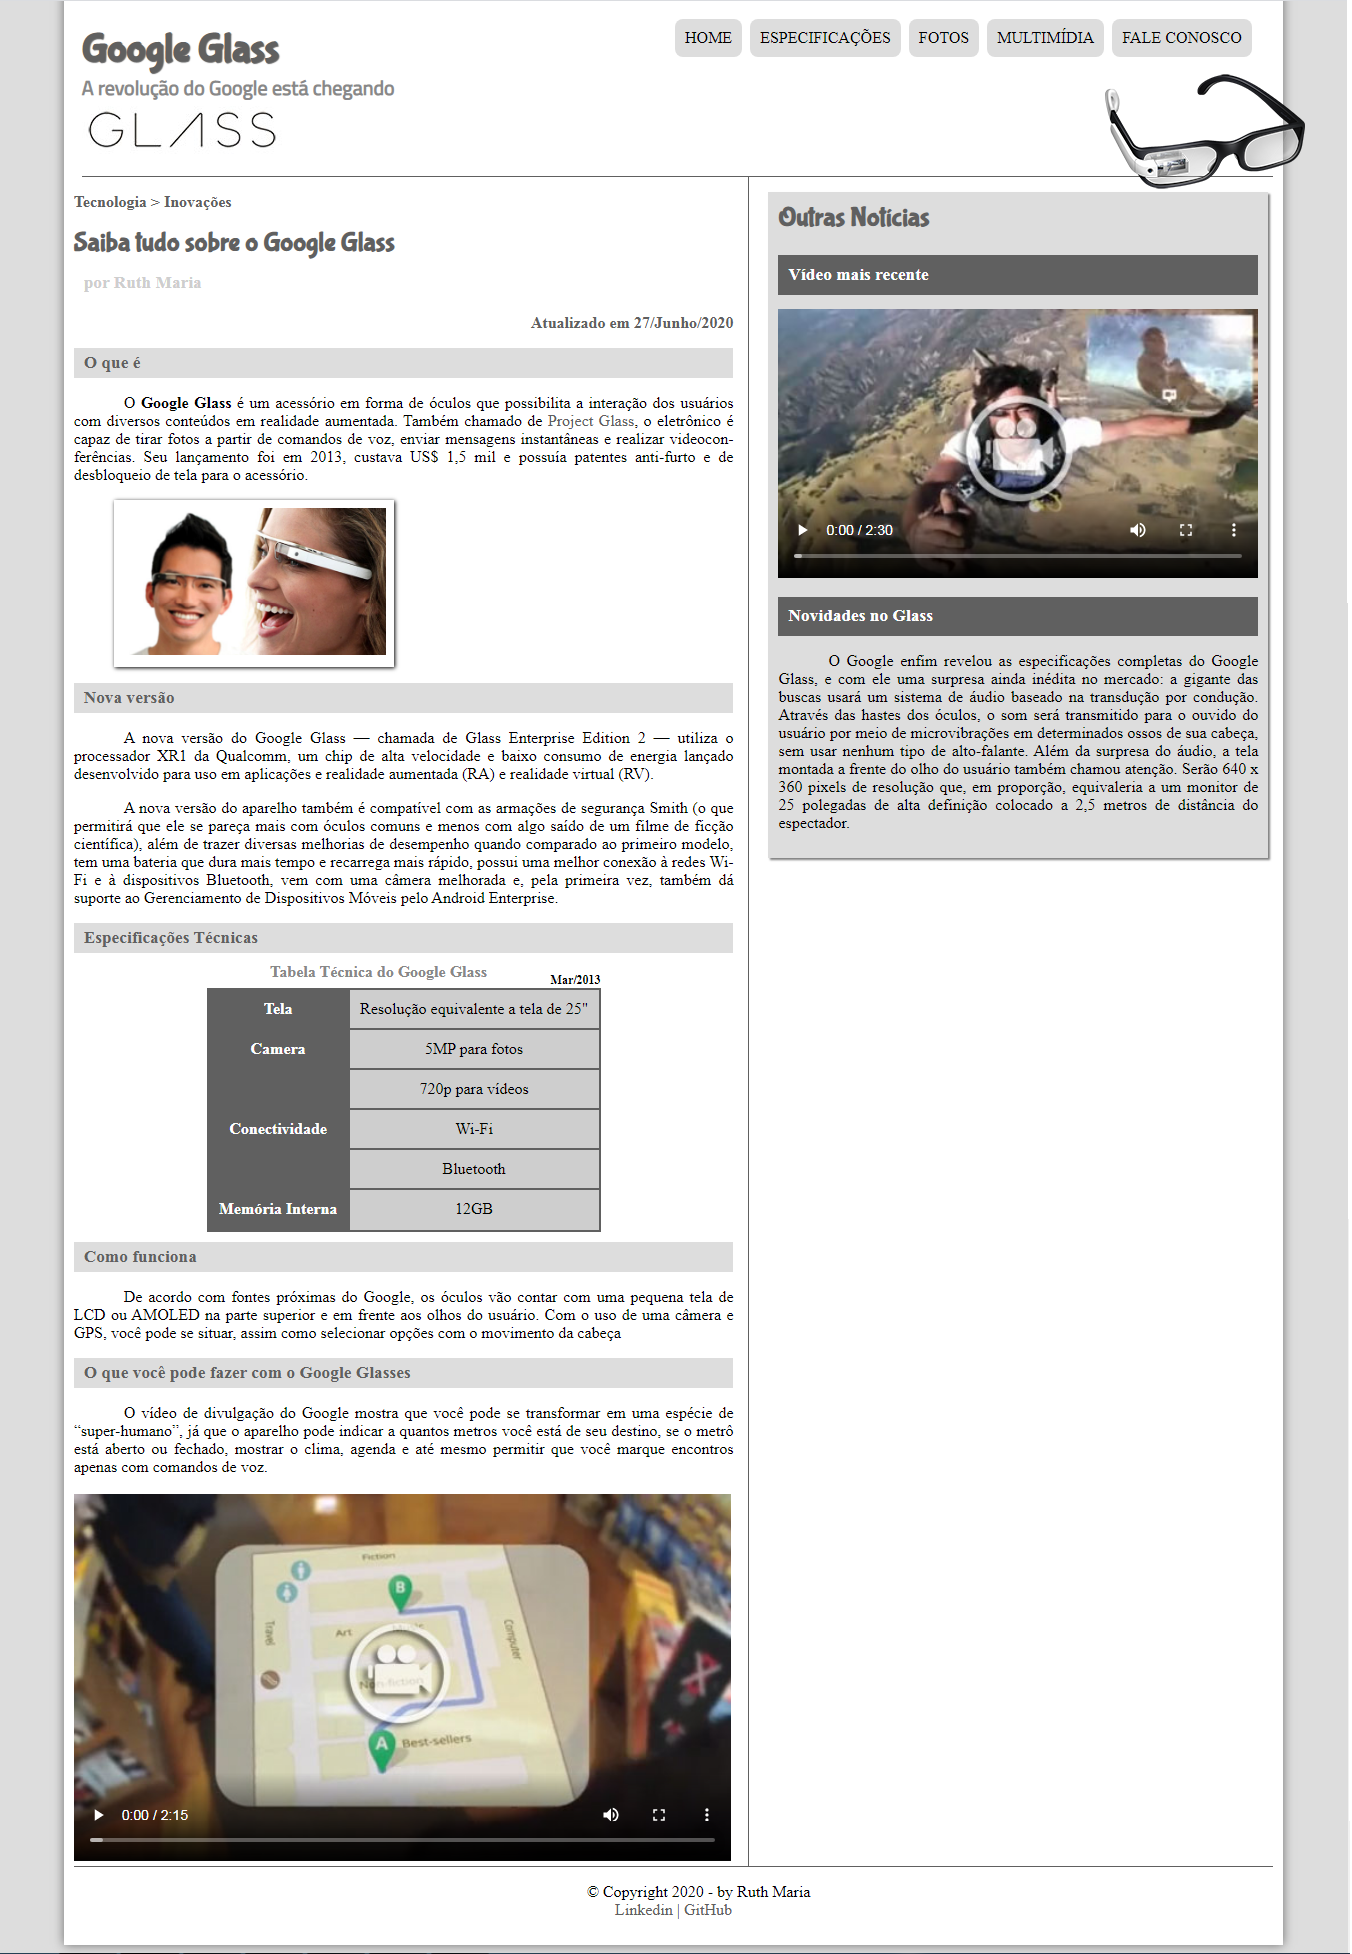 Google Glass
A revolução do Google está chegando
GLASS
HOME
ESPECIFICAÇÕES
FOTOS
MULTIMÍDIA
FALE CONOSCO
Tecnologia > Inovações
Saiba tudo sobre o Google Glass
por Ruth Maria
Atualizado em 27/Junho/2020
O que é
O Google Glass é um acessório em forma de óculos que possibilita a interação dos usuários
com diversos conteúdos em realidade aumentada. Também chamado de Project Glass, o eletrônico é
capaz de tirar fotos a partir de comandos de voz, enviar mensagens instantâneas e realizar videocon-
ferências. Seu lançamento foi em 2013, custava US$ 1,5 mil e possuía patentes anti-furto e de
desbloqueio de tela para o acessório.
Nova versão
A nova versão do Google Glass — chamada de Glass Enterprise Edition 2 — utiliza o
processador XR1 da Qualcomm, um chip de alta velocidade e baixo consumo de energia lançado
desenvolvido para uso em aplicações e realidade aumentada (RA) e realidade virtual (RV).
A nova versão do aparelho também é compatível com as armações de segurança Smith (o que
permitirá que ele se pareça mais com óculos comuns e menos com algo saído de um filme de ficção
científica), além de trazer diversas melhorias de desempenho quando comparado ao primeiro modelo,
tem uma bateria que dura mais tempo e recarrega mais rápido, possui uma melhor conexão à redes Wi-
Fi e à dispositivos Bluetooth, vem com uma câmera melhorada e, pela primeira vez, também dá
suporte ao Gerenciamento de Dispositivos Móveis pelo Android Enterprise.
Especificações Técnicas
Tabela Técnica do Google Glass
Mar/2013
Tela
Resolução equivalente a tela de 25"
Camera
5MP para fotos
720p para vídeos
Conectividade
Wi-Fi
Bluetooth
Memória Interna
12GB
Como funciona
De acordo com fontes próximas do Google, os óculos vão contar com uma pequena tela de
LCD ou AMOLED na parte superior e em frente aos olhos do usuário. Com o uso de uma câmera e
GPS, você pode se situar, assim como selecionar opções com o movimento da cabeça
O que você pode fazer com o Google Glasses
O vídeo de divulgação do Google mostra que você pode se transformar em uma espécie de
“super-humano”, já que o aparelho pode indicar a quantos metros você está de seu destino, se o metrô
está aberto ou fechado, mostrar o clima, agenda e até mesmo permitir que você marque encontros
apenas com comandos de voz.
Fiction
B
Travel
Art
Music
Computer
Non-fiction
A
Best-sellers
0:00 / 2:15
Outras Notícias
Vídeo mais recente
0:00 / 2:30
Novidades no Glass
O Google enfim revelou as especificações completas do Google
Glass, e com ele uma surpresa ainda inédita no mercado: a gigante das
buscas usará um sistema de áudio baseado na transdução por condução.
Através das hastes dos óculos, o som será transmitido para o ouvido do
usuário por meio de microvibrações em determinados ossos de sua cabeça,
sem usar nenhum tipo de alto-falante. Além da surpresa do áudio, a tela
montada a frente do olho do usuário também chamou atenção. Serão 640 x
360 pixels de resolução que, em proporção, equivaleria a um monitor de
25 polegadas de alta definição colocado a 2,5 metros de distância do
espectador.
© Copyright 2020 - by Ruth Maria
Linkedin | GitHub